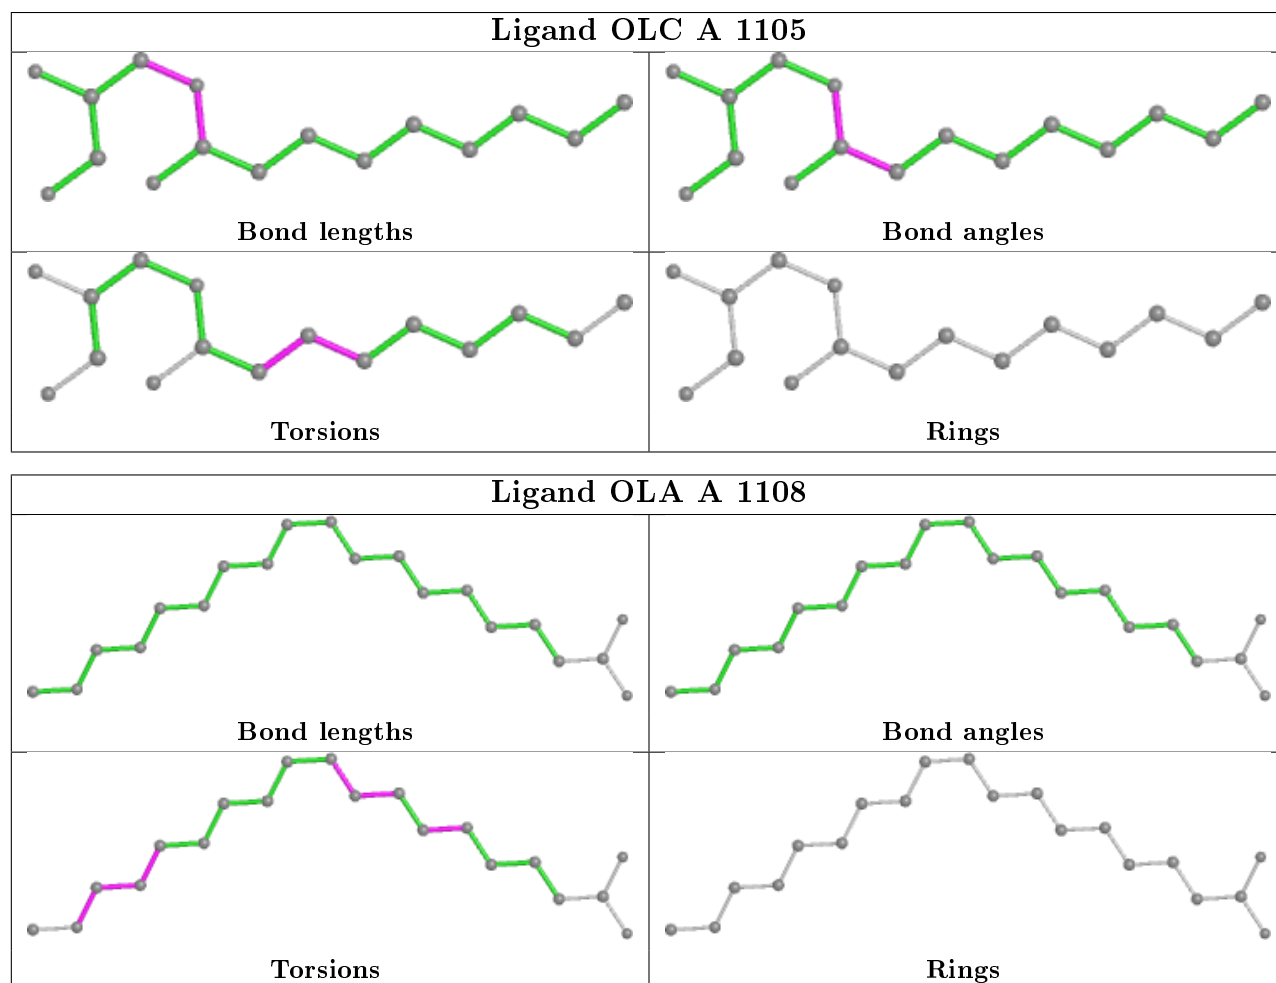 Ligand OLC A 1105
Bond lengths
Bond angles
Torsions
Rings
Ligand OLA A 1108
Bond lengths
Bond angles
Torsions
Rings